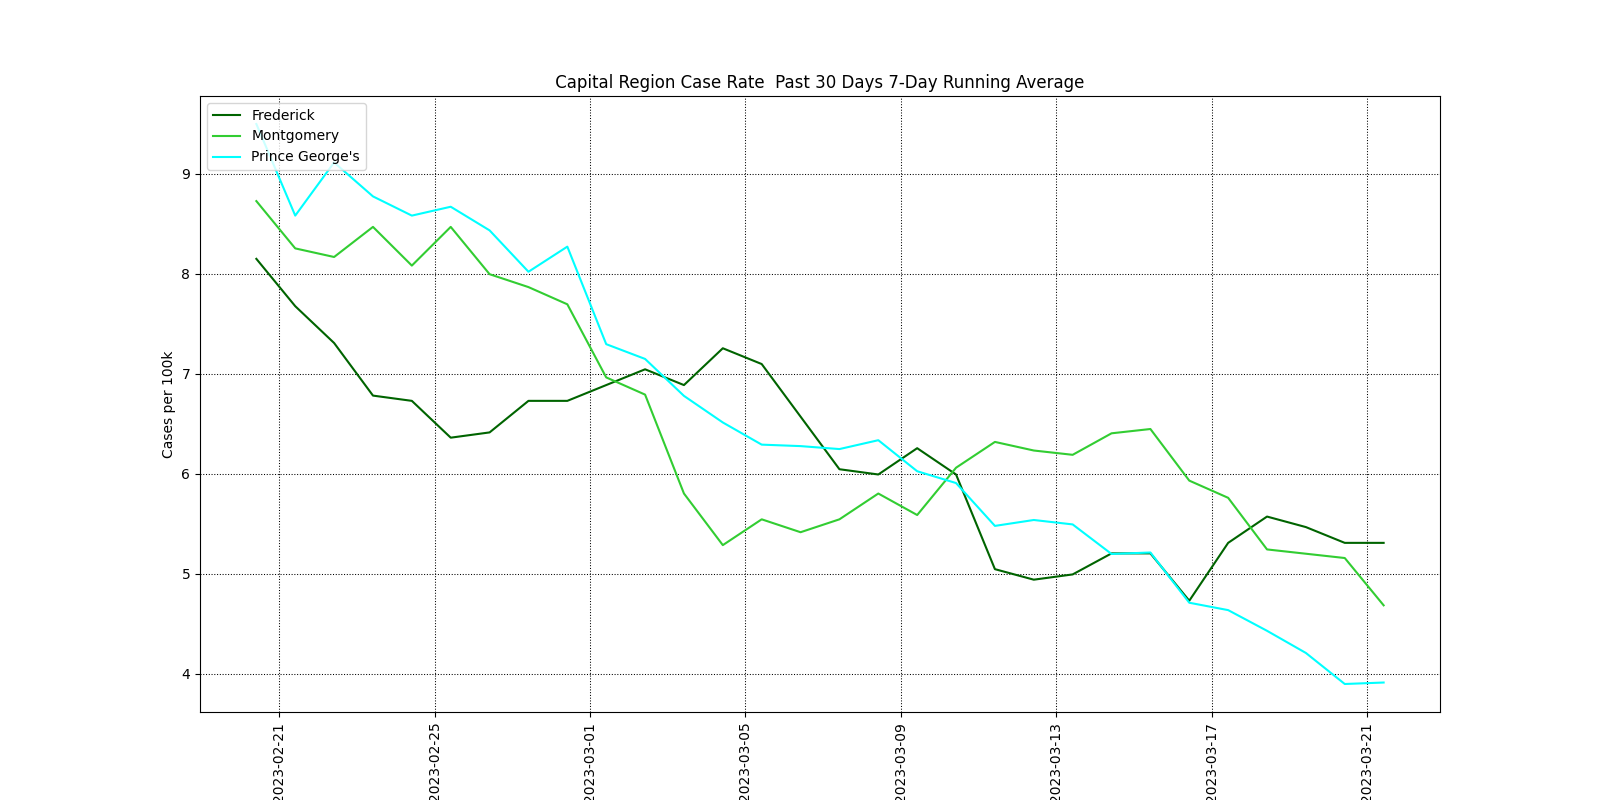 Capital Region Case Rate  Past 30 Days 7-Day Running Average
Frederick
Montgomery
Prince George's
Cases per 100k
9
8
7
6
5
4
2023-02-21
2023-02-25
2023-03-01
2023-03-05
2023-03-09
2023-03-13
2023-03-17
2023-03-21